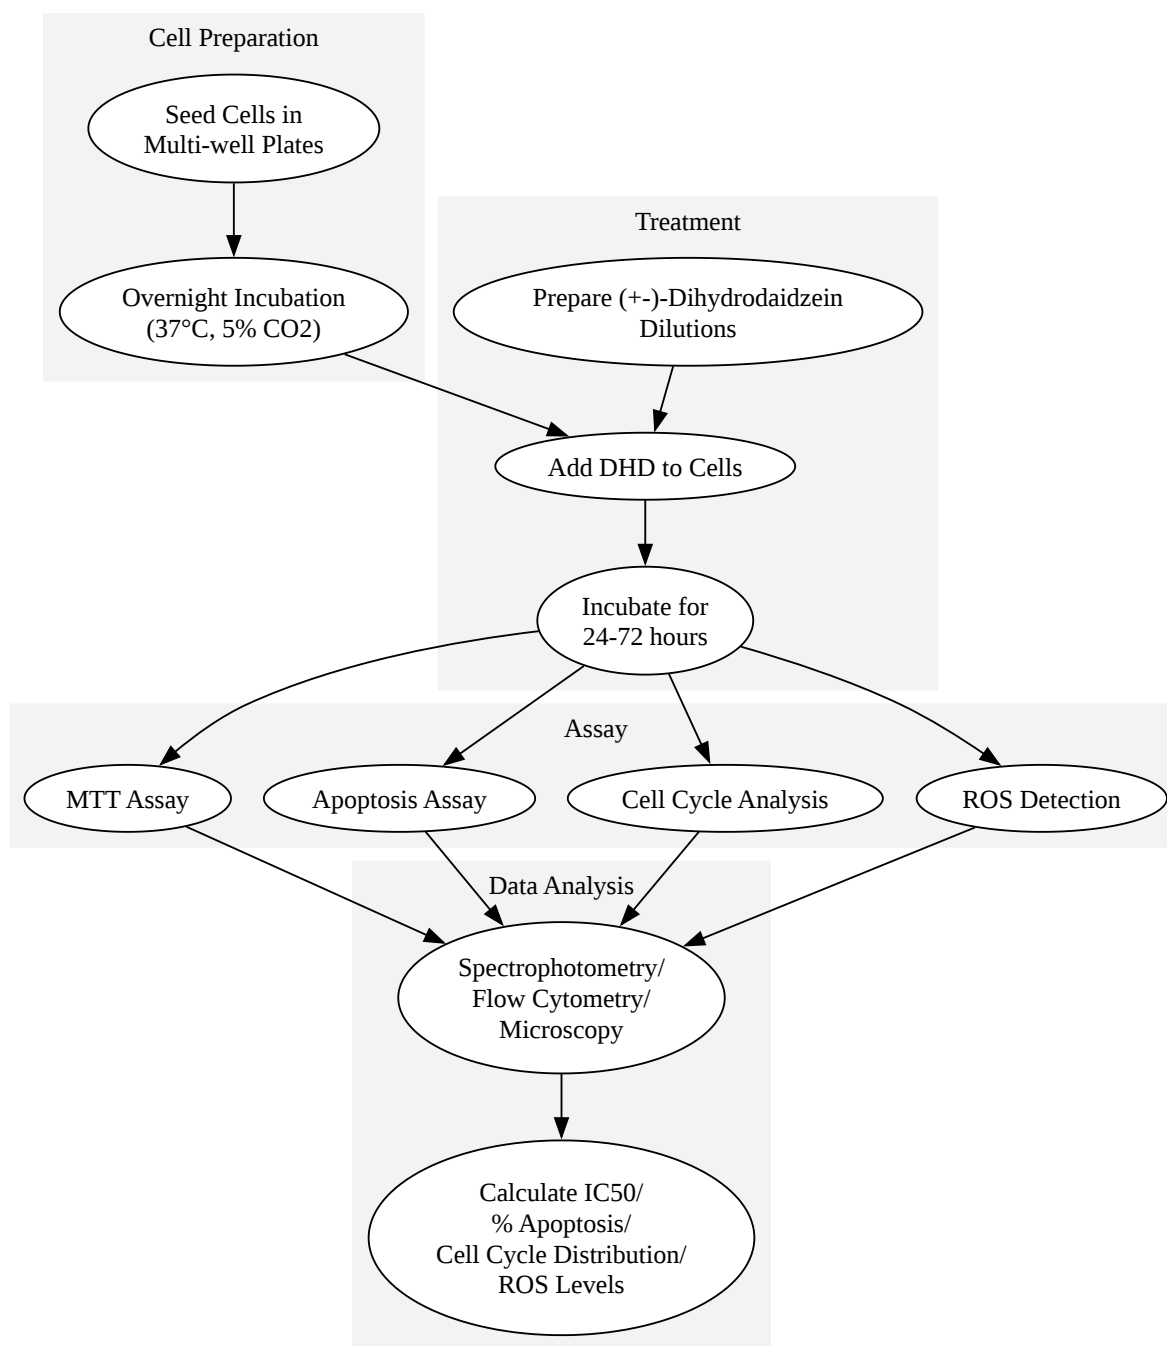 Cell Preparation
Seed Cells in
Multi-well Plates
Overnight Incubation
(37°C, 5% CO2)
Treatment
Prepare (+-)-Dihydrodaidzein
Dilutions
Add DHD to Cells
Incubate for
24-72 hours
Assay
MTT Assay
Apoptosis Assay
Cell Cycle Analysis
ROS Detection
Data Analysis
Spectrophotometry/
Flow Cytometry/
Microscopy
Calculate IC50/
% Apoptosis/
Cell Cycle Distribution/
ROS Levels